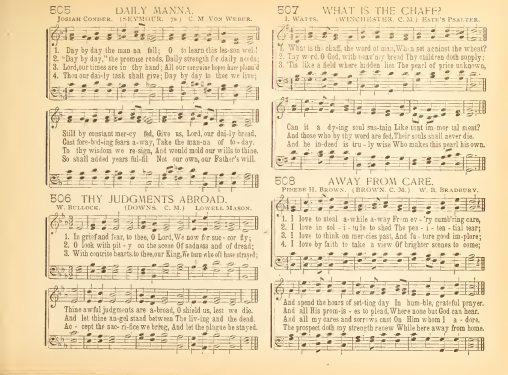 505 DAILY MANNA.
JOSIAH CONDER. (SEYMOUR. 7s) C. M. VON WEBER.
1. Day by day the man na fell; O to learn this les-son well!
2. "Day by day," the promise reads, Daily strength for daily needs;
3. Lord, our times are in thy hand; All our sanguine hopes have plann'd
4. Thou our dai-ly task shalt give; Day by day to thee we live;
Still by constant mer-cy fed, Give us, Lord, our dai-ly bread.
Cast fore-bod-ing fears a-way, Take the man-na of to-day.
To thy wisdom we re-sign, And would mold our wills to thine.
So shall added years ful-fil Not our own, our Father's will.
506 THY JUDGMENTS ABROAD.
W. BULLOCK. (DOWNS. C. M.) LOWELL MASON.
1. In grief and fear, to thee, O Lord, We now for suc-cor fly;
2. O look with pit-y on the scene Of sadness and of dread;
3. With contrite hearts to thee, our King, We turn who oft have strayed;
Thine awful judgments are a-broad, O shield us, lest we die.
And let thine an-gel stand between The liv-ing and the dead.
Ac-cept the sac-ri-fice we bring, And let the plague be stayed.
507 WHAT IS THE CHAFF?
I. WATTS. (WINCHESTER, C. M.) ESTE'S PSALTER.
1. What is the chaff, the word of man, When set against the wheat?
2. Thy word, O God, with heav'nly bread Thy children doth supply;
3. 'Tis like a field where hidden lies The pearl of price unknown,
Can it a dy-ing soul sus-tain Like that im-mor-tal meat?
And those who by thy word are fed, Their souls shall never die.
And he in-deed is tru-ly wise Who makes this pearl his own.
508 AWAY FROM CARE.
PHOEBE H. BROWN. (BROWN. C. M.) W. B. BRADBURY.
1. I love to steal a-while a-way From ev-'ry cumb'ring care,
2. I love in sol-i-tude to shed The pen-i-ten-tial tear;
3. I love to think on mer-cies past, And fu-ture good im-plore;
4. I love by faith to take a view Of brighter scenes to come;
And spend the hours of set-ting day In hum-ble, grateful prayer.
And all His prom-is-es to plead, Where none but God can hear.
And all my cares and sorrows cast On Him whom I a-dore.
The prospect doth my strength renew While here away from home.